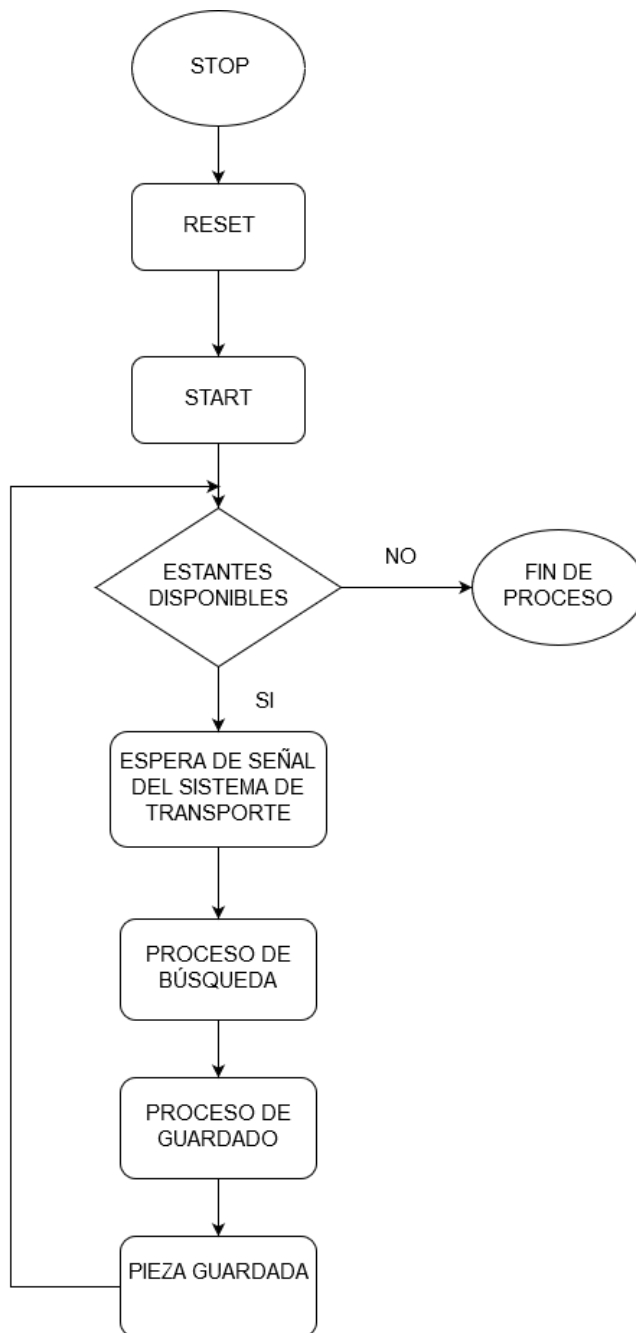 STOP
RESET
START
ESTANTES
DISPONIBLES
NO
FIN DE
PROCESO
SI
ESPERA DE SEÑAL
DEL SISTEMA DE
TRANSPORTE
PROCESO DE
BÚSQUEDA
PROCESO DE
GUARDADO
PIEZA GUARDADA